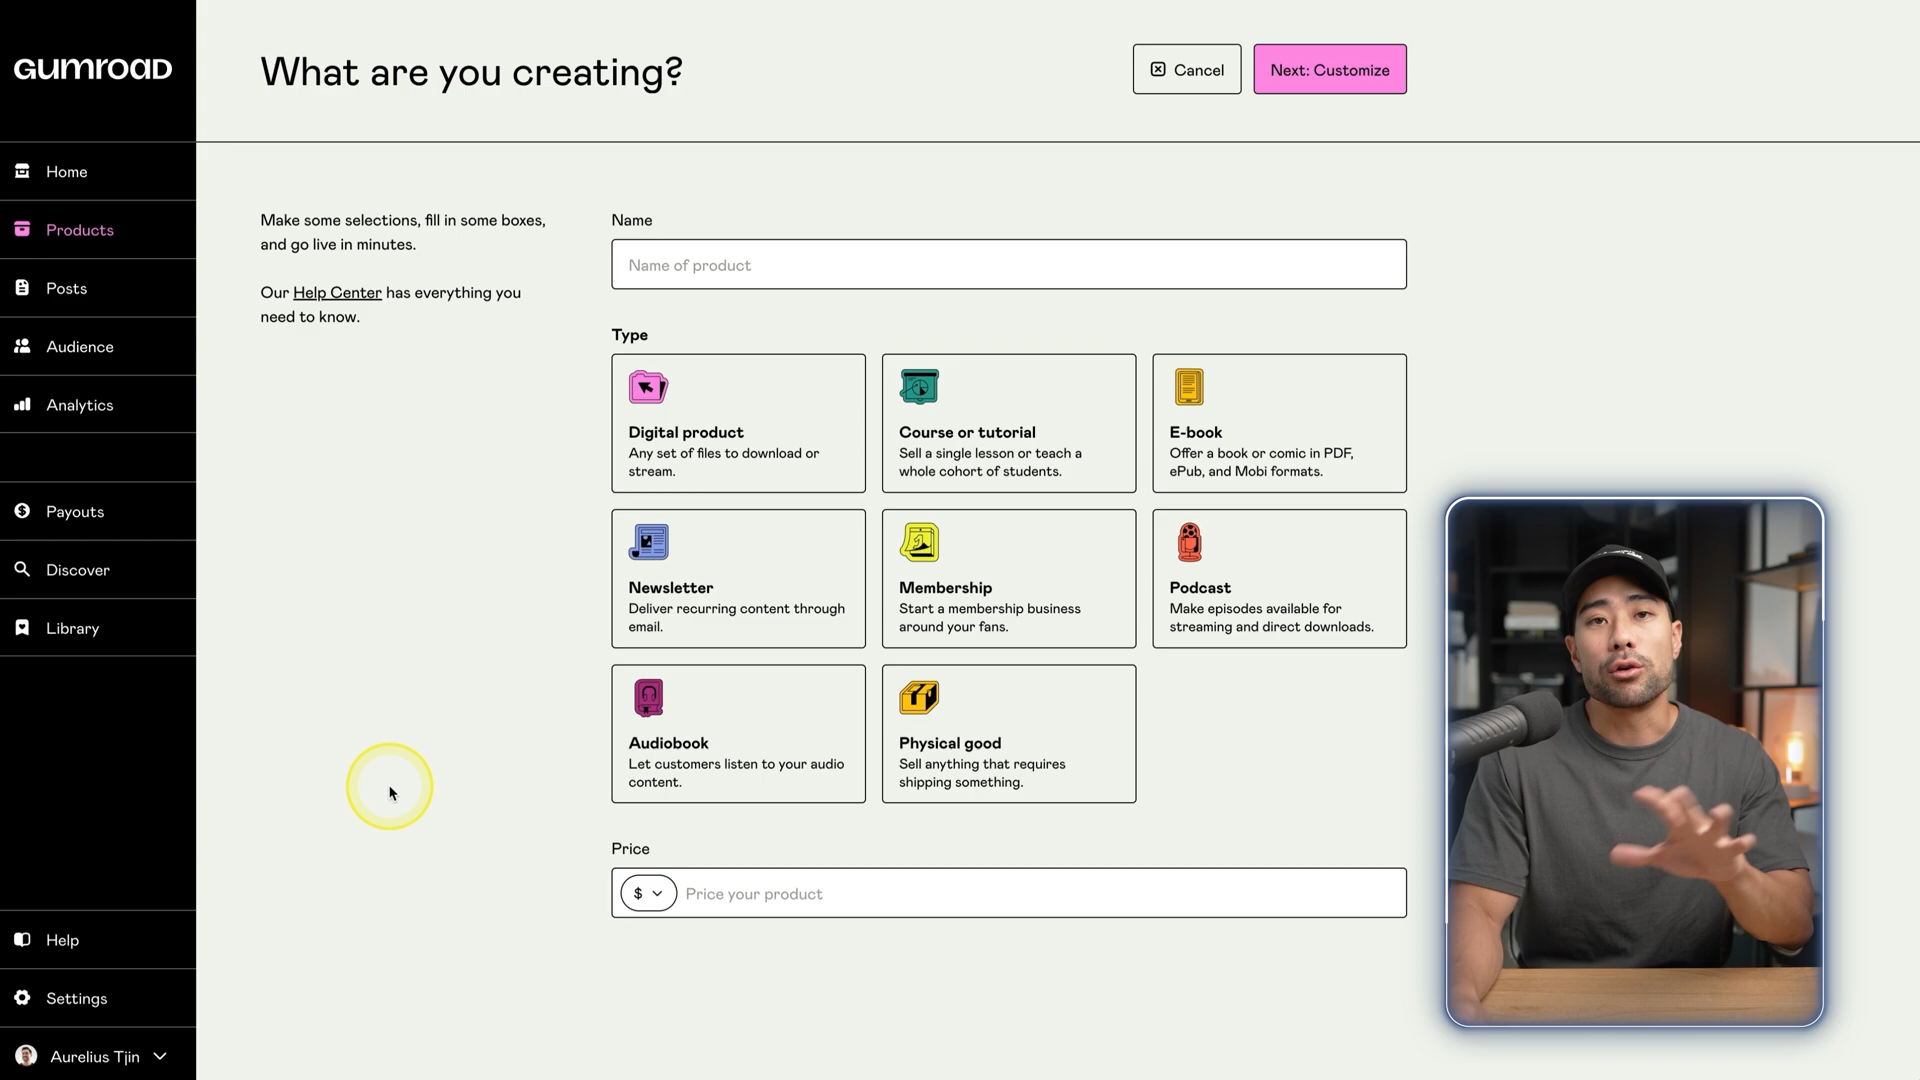 GUMROAD
Home
Products
Posts
Audience
Analytics
Payouts
Discover
Library
Help
Settings
Aurelius Tjin
What are you creating?
Cancel
Next: Customize
Make some selections, fill in some boxes,
and go live in minutes.
Our Help Center has everything you
need to know.
Name
Name of product
Type
Digital product
Any set of files to download or
stream.
Course or tutorial
Sell a single lesson or teach a
whole cohort of students.
E-book
Offer a book or comic in PDF,
ePub, and Mobi formats.
Newsletter
Deliver recurring content through
email.
Membership
Start a membership business
around your fans.
Podcast
Make episodes available for
streaming and direct downloads.
Audiobook
Let customers listen to your audio
content.
Physical good
Sell anything that requires
shipping something.
Price
$
Price your product